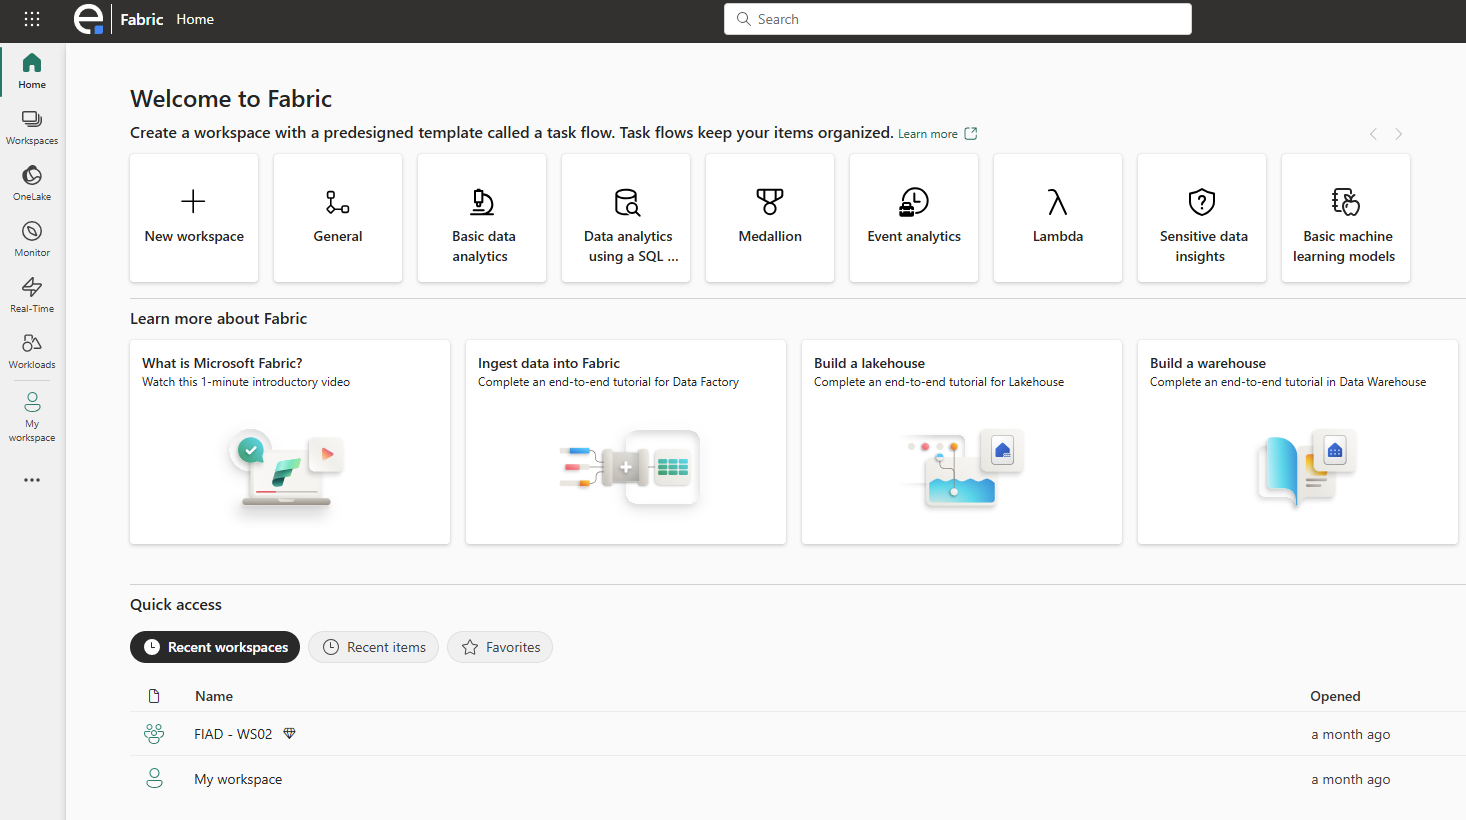 Fabric Home
Search
Home
Workspaces
OneLake
Monitor
Real-Time
Workloads
My
workspace
Welcome to Fabric
Create a workspace with a predesigned template called a task flow. Task flows keep your items organized. Learn more
New workspace
General
Basic data
analytics
Data analytics
using a SQL ...
Medallion
Event analytics
Lambda
Sensitive data
insights
Basic machine
learning models
Learn more about Fabric
What is Microsoft Fabric?
Watch this 1-minute introductory video
Ingest data into Fabric
Complete an end-to-end tutorial for Data Factory
Build a lakehouse
Complete an end-to-end tutorial for Lakehouse
Build a warehouse
Complete an end-to-end tutorial in Data Warehouse
Quick access
Recent workspaces
Recent items
Favorites
Name Opened
FIAD - WS02 a month ago
My workspace a month ago